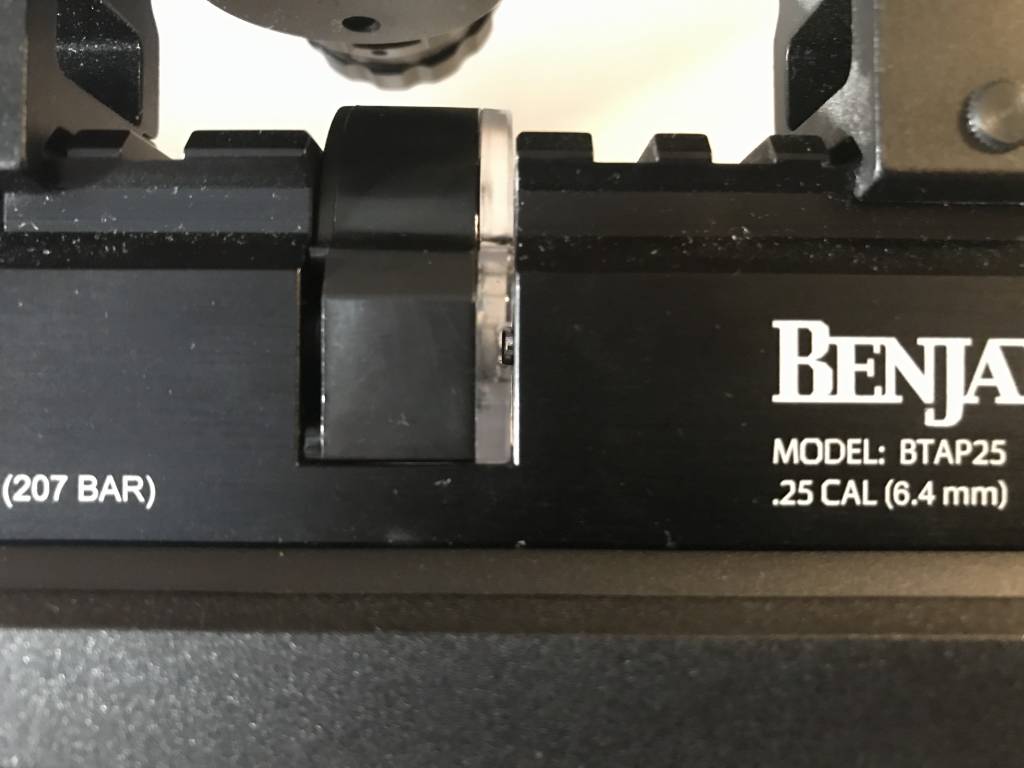 BENJA
MODEL: BTAP25
.25 CAL (6.4 mm)
(207 BAR)